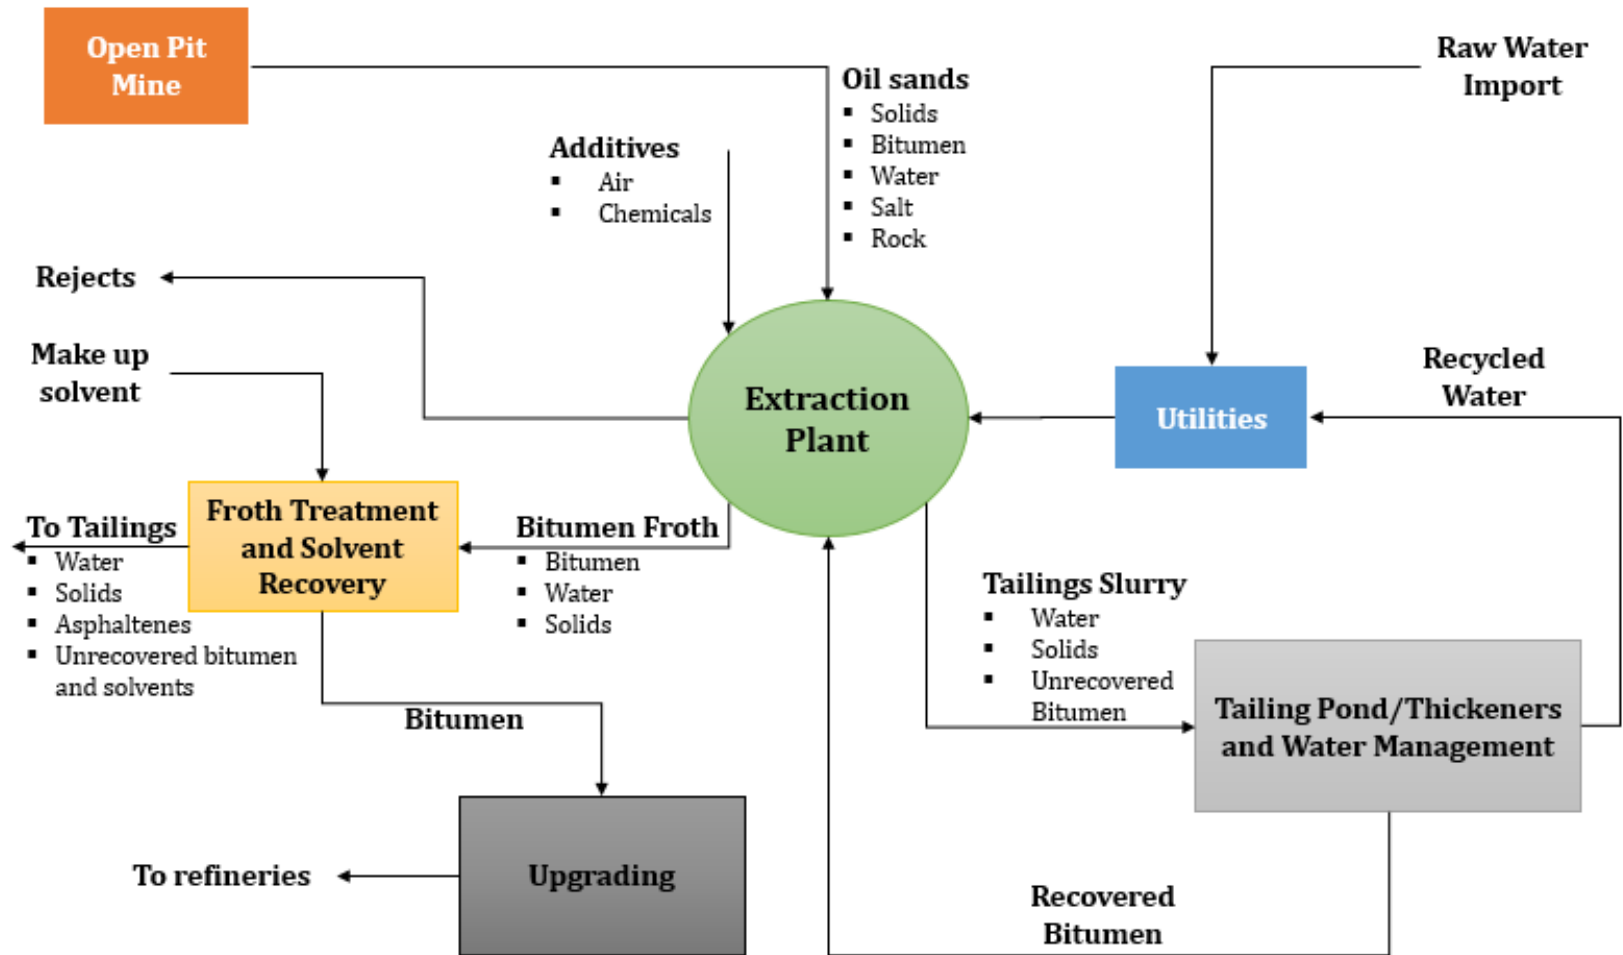 Open Pit
Mine
Raw Water
Import
Oil sands
▪ Solids
▪ Bitumen
▪ Water
▪ Salt
▪ Rock
Additives
▪ Air
▪ Chemicals
Rejects
Make up
solvent
Extraction
Plant
Utilities
Recycled
Water
Froth Treatment
and Solvent
Recovery
To Tailings
▪ Water
▪ Solids
▪ Asphaltenes
▪ Unrecovered bitumen
and solvents
Bitumen Froth
▪ Bitumen
▪ Water
▪ Solids
Tailings Slurry
▪ Water
▪ Solids
▪ Unrecovered
Bitumen
Tailing Pond/Thickeners
and Water Management
Bitumen
Upgrading
To refineries
Recovered
Bitumen